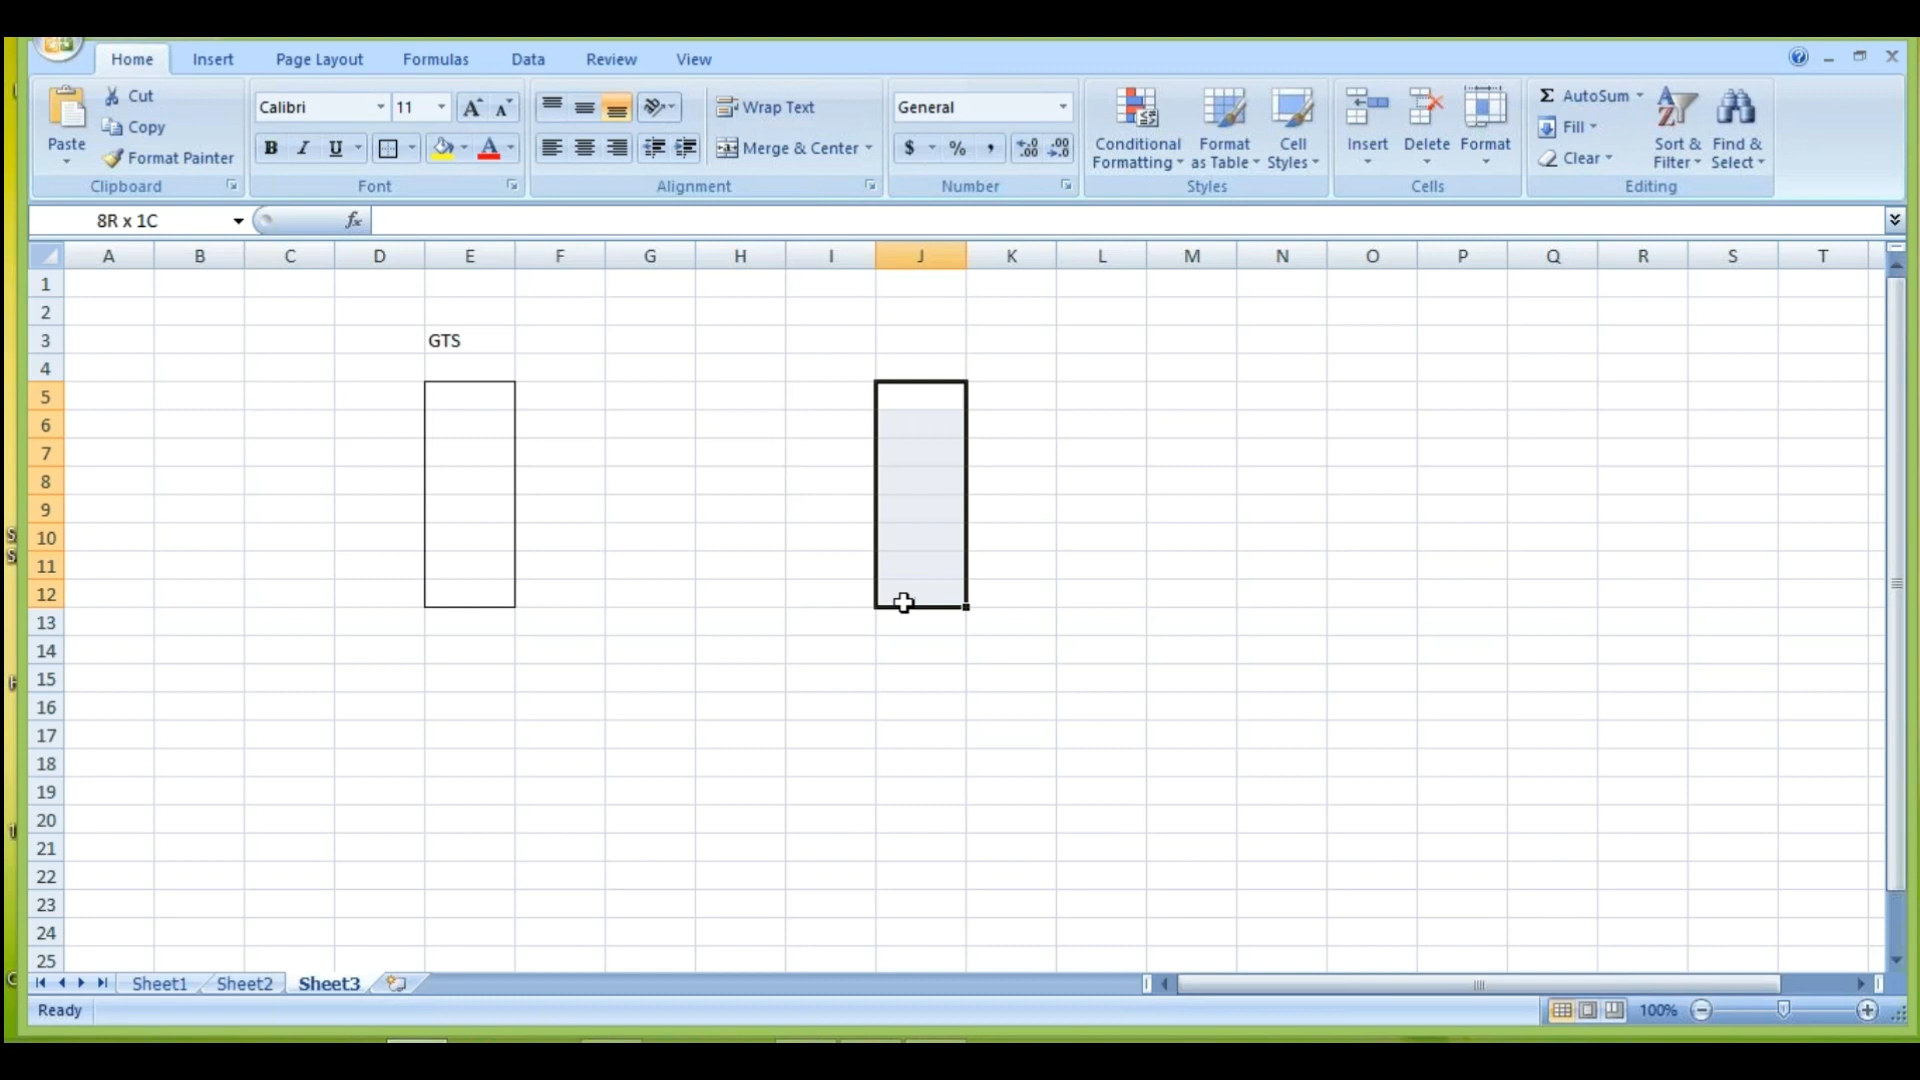 Home Insert Page Layout Formulas Data Review View
Paste
Cut
Copy
Format Painter
Clipboard
Calibri 11 A A
B I U A
Font
Wrap Text
Merge & Center
Alignment
General
$ % , .0 .00 .00 .0
Number
Conditional Formatting
Format as Table
Cell Styles
Styles
Insert Delete Format
Cells
Σ AutoSum
Fill
Clear
Sort & Filter
Find & Select
Editing
8R x 1C fx
A B C D E F G H I J K L M N O P Q R S T
1
2
3 GTS
4
5
6
7
8
9
10
11
12
13
14
15
16
17
18
19
20
21
22
23
24
25
Sheet1 Sheet2 Sheet3
Ready 100%